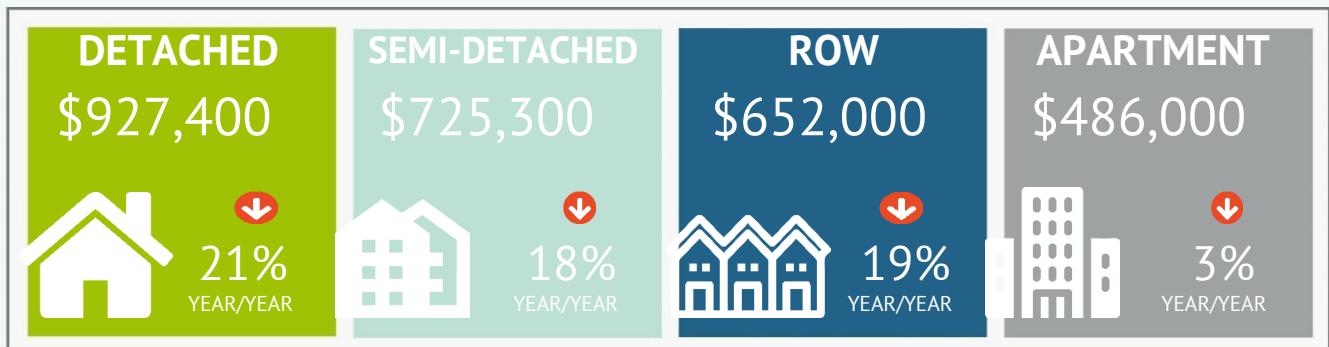 DETACHED
$927,400
21%
YEAR/YEAR
SEMI-DETACHED
$725,300
18%
YEAR/YEAR
ROW
$652,000
19%
YEAR/YEAR
APARTMENT
$486,000
3%
YEAR/YEAR